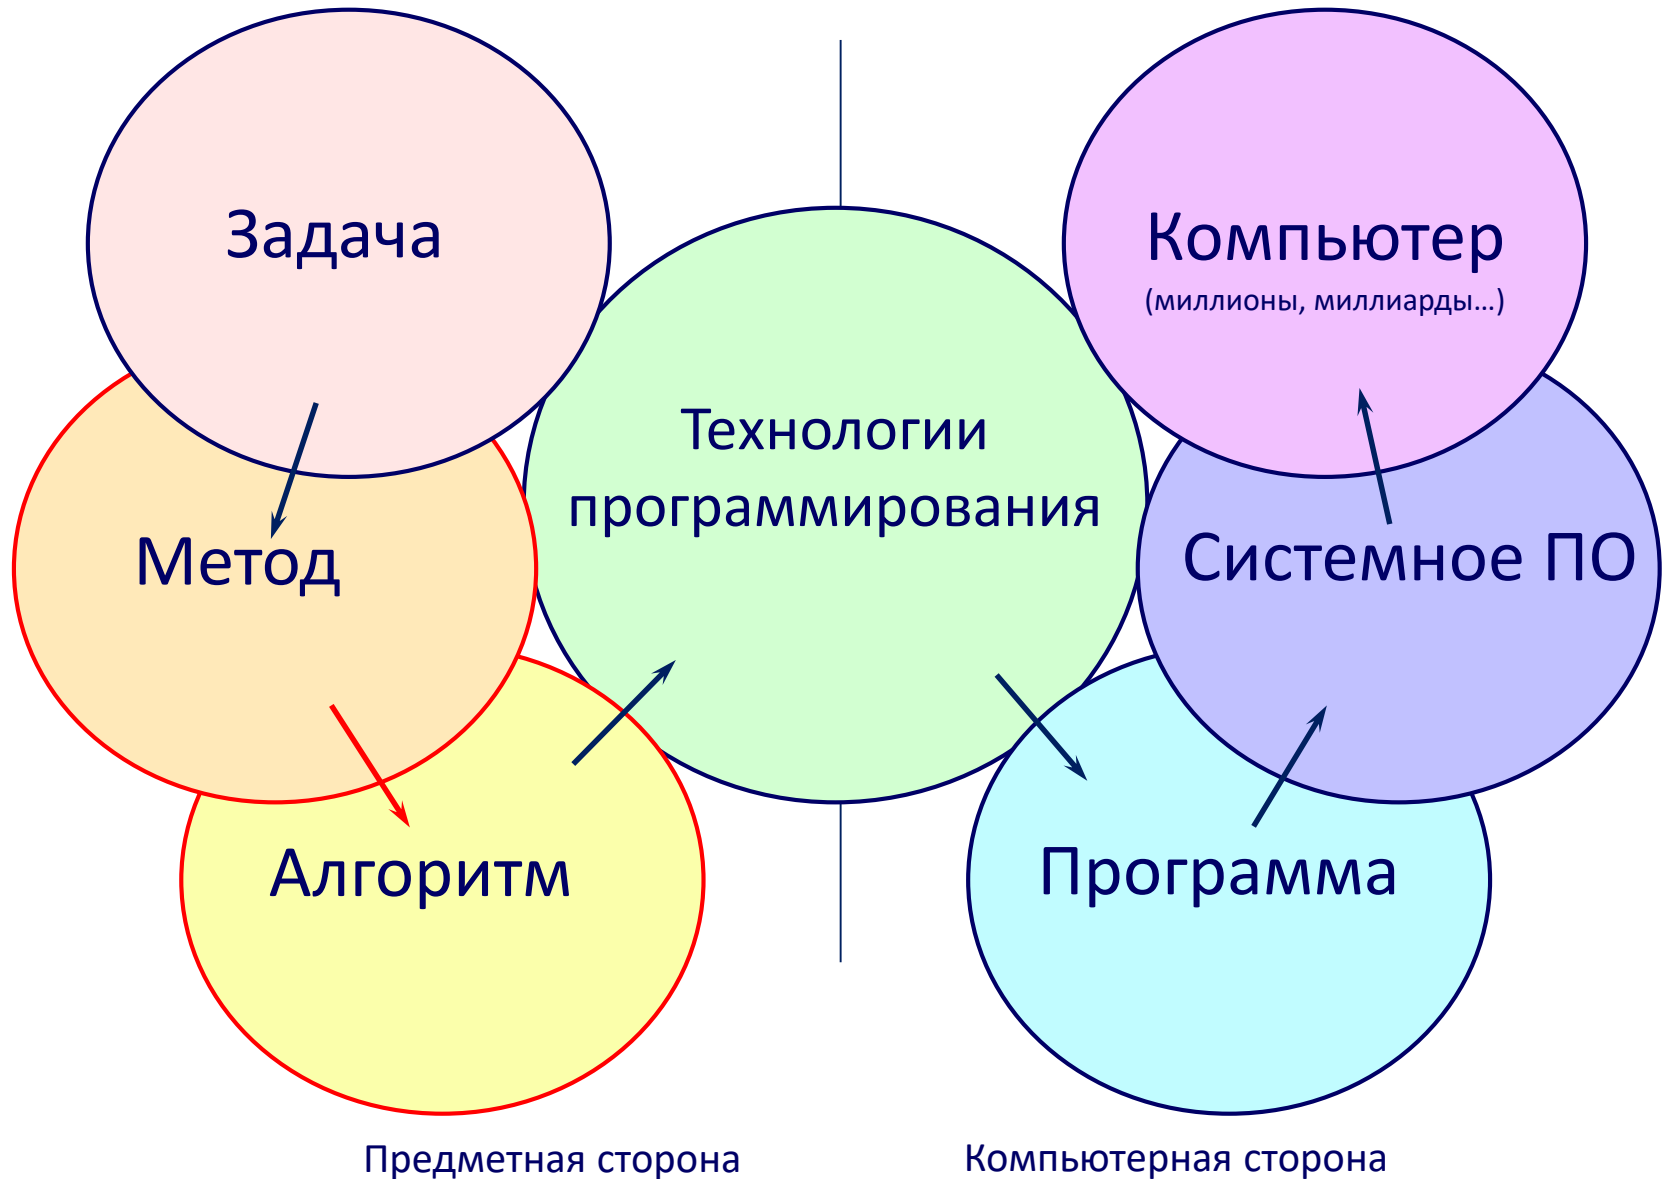 Задача
Метод
Алгоритм
Технологии
программирования
Компьютер
(миллионы, миллиарды...)
Системное ПО
Программа
Предметная сторона
Компьютерная сторона